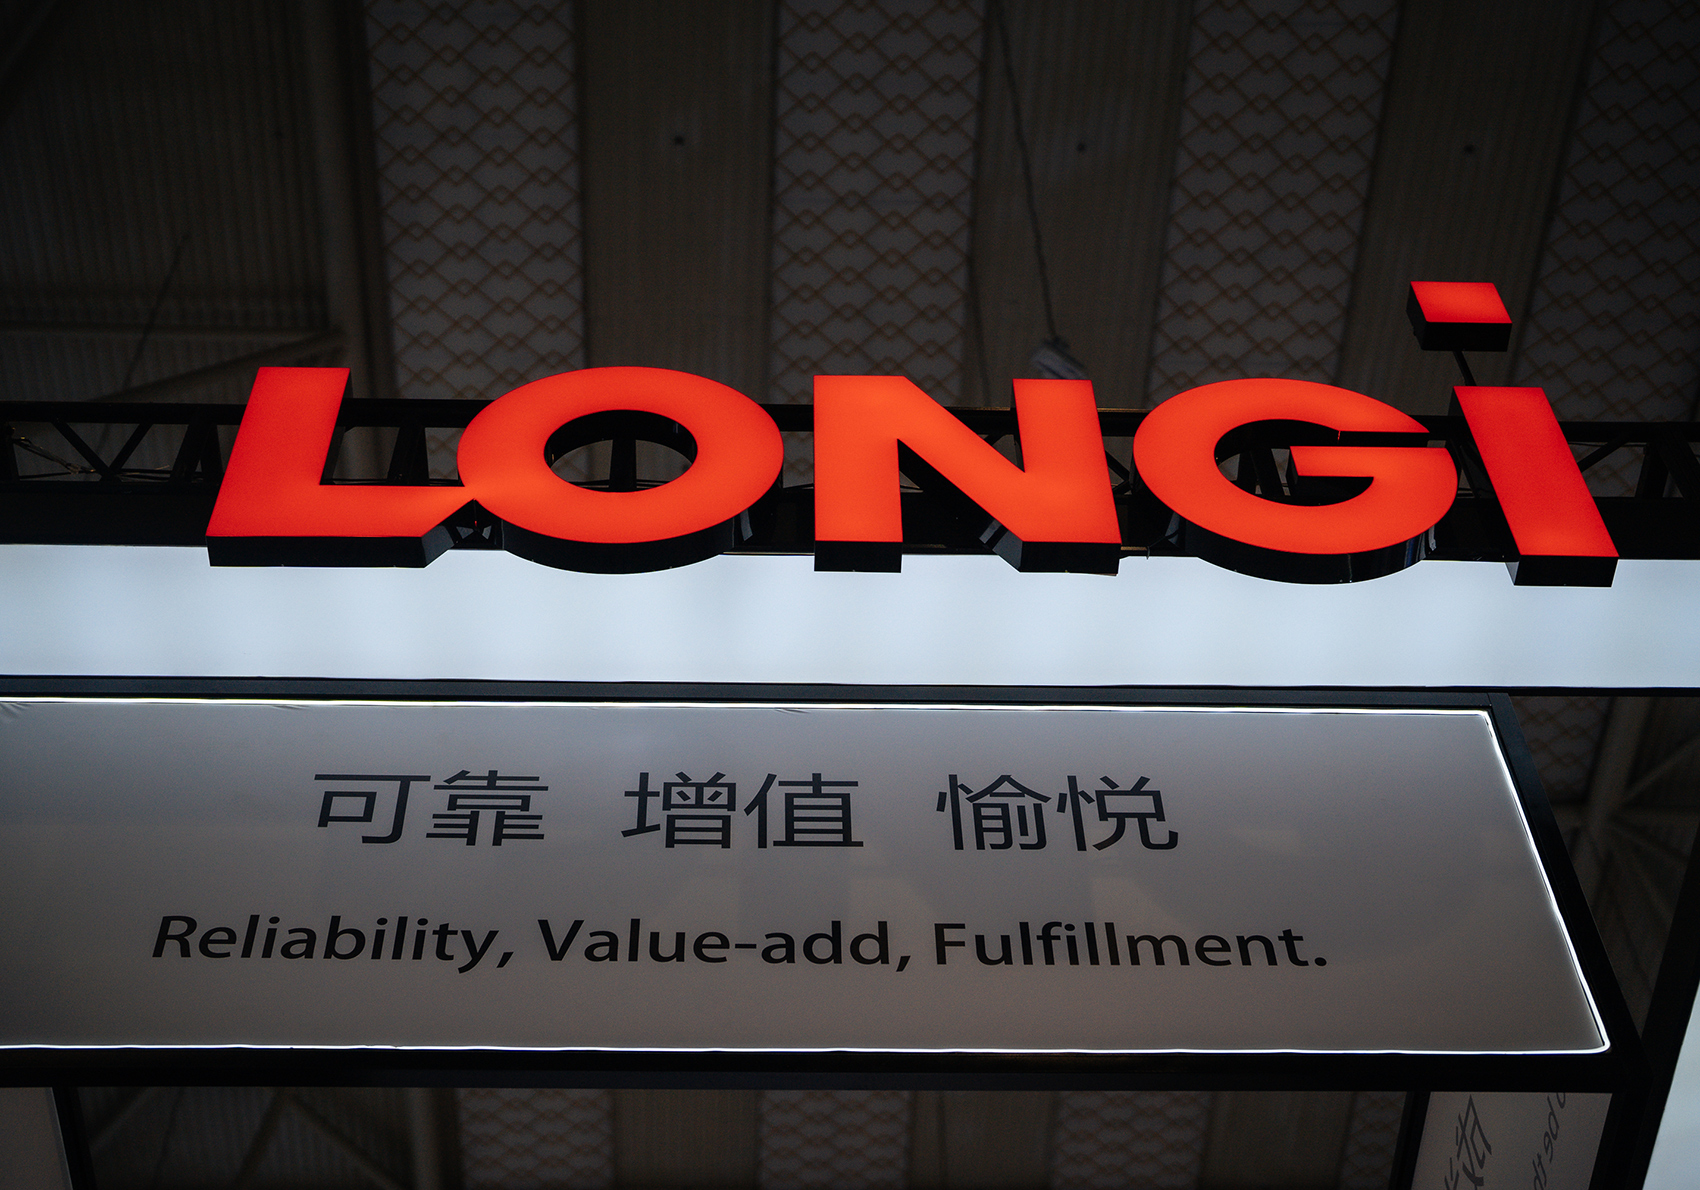 LONGi
可靠 增值 愉悦
Reliability, Value-add, Fulfillment.